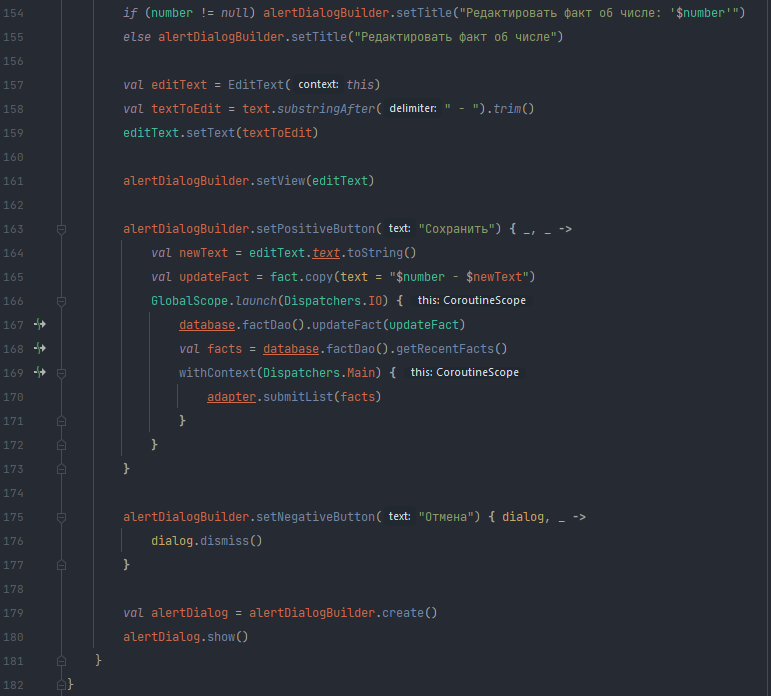 154 if (number != null) alertDialogBuilder.setTitle("Редактировать факт об числе: '$number'")
155 else alertDialogBuilder.setTitle("Редактировать факт об числе")
156
157 val editText = EditText( context: this)
158 val textToEdit = text.substringAfter( delimiter: " - ").trim()
159 editText.setText(textToEdit)
160
161 alertDialogBuilder.setView(editText)
162
163 alertDialogBuilder.setPositiveButton( text: "Сохранить") { _, _ ->
164 val newText = editText.text.toString()
165 val updateFact = fact.copy(text = "$number - $newText")
166 GlobalScope.launch(Dispatchers.IO) { this: CoroutineScope
167 database.factDao().updateFact(updateFact)
168 val facts = database.factDao().getRecentFacts()
169 withContext(Dispatchers.Main) { this: CoroutineScope
170 adapter.submitList(facts)
171 }
172 }
173 }
174
175 alertDialogBuilder.setNegativeButton( text: "Отмена") { dialog, _ ->
176 dialog.dismiss()
177 }
178
179 val alertDialog = alertDialogBuilder.create()
180 alertDialog.show()
181 }
182 }